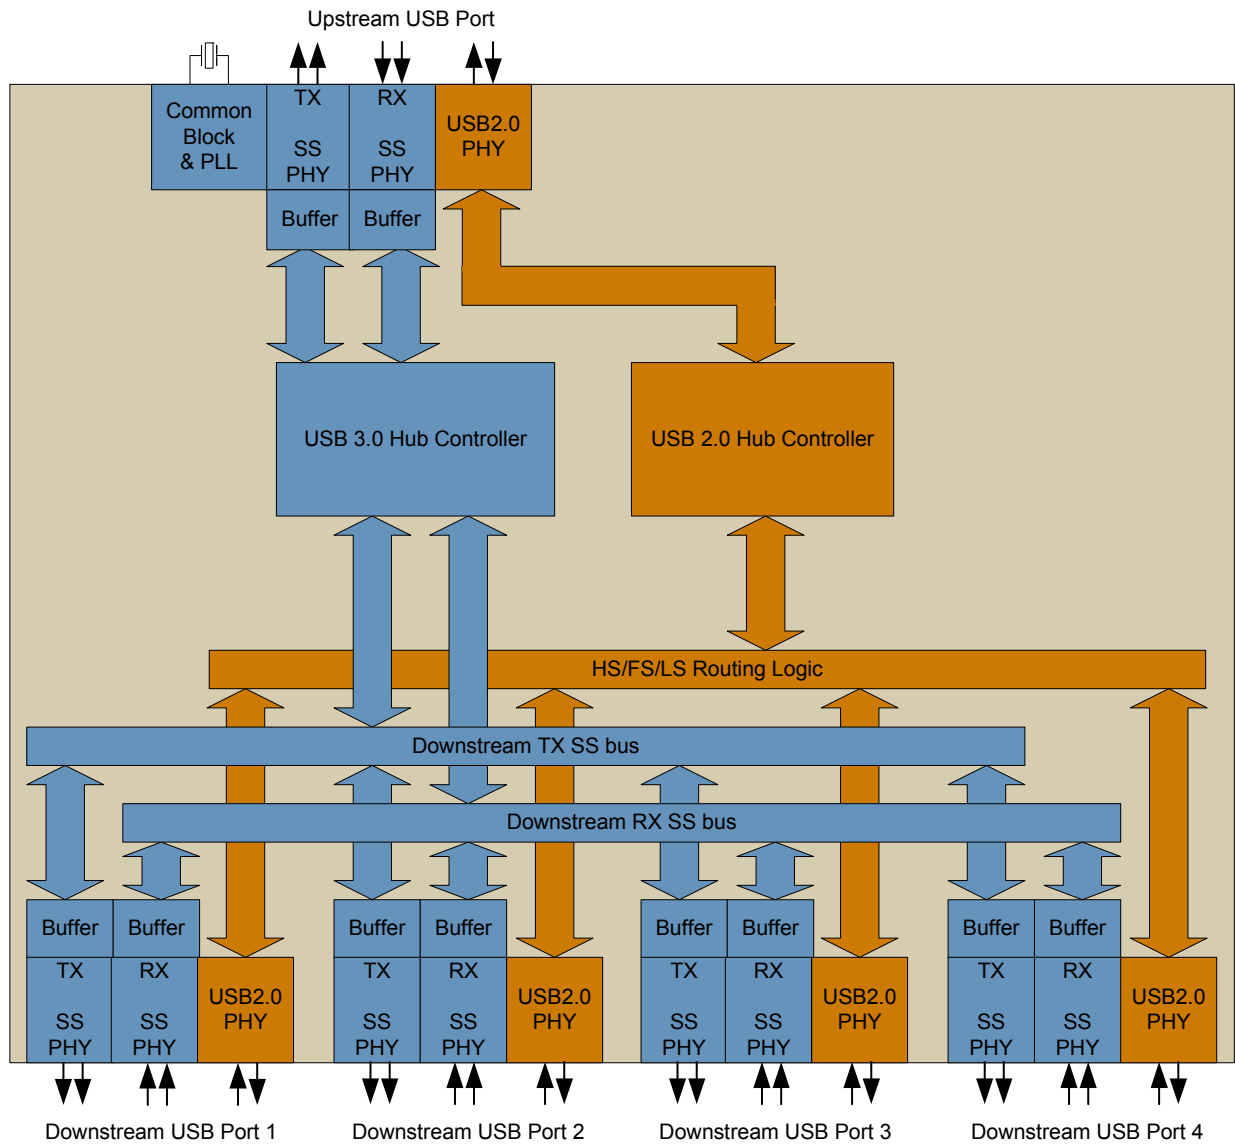 Upstream USB Port
Common
Block
& PLL
TX
SS
PHY
RX
SS
PHY
USB2.0
PHY
Buffer
Buffer
USB 3.0 Hub Controller
USB 2.0 Hub Controller
HS/FS/LS Routing Logic
Downstream TX SS bus
Downstream RX SS bus
Buffer
Buffer
TX
SS
PHY
RX
SS
PHY
USB2.0
PHY
Buffer
Buffer
TX
SS
PHY
RX
SS
PHY
USB2.0
PHY
Buffer
Buffer
TX
SS
PHY
RX
SS
PHY
USB2.0
PHY
Buffer
Buffer
TX
SS
PHY
RX
SS
PHY
USB2.0
PHY
Downstream USB Port 1
Downstream USB Port 2
Downstream USB Port 3
Downstream USB Port 4